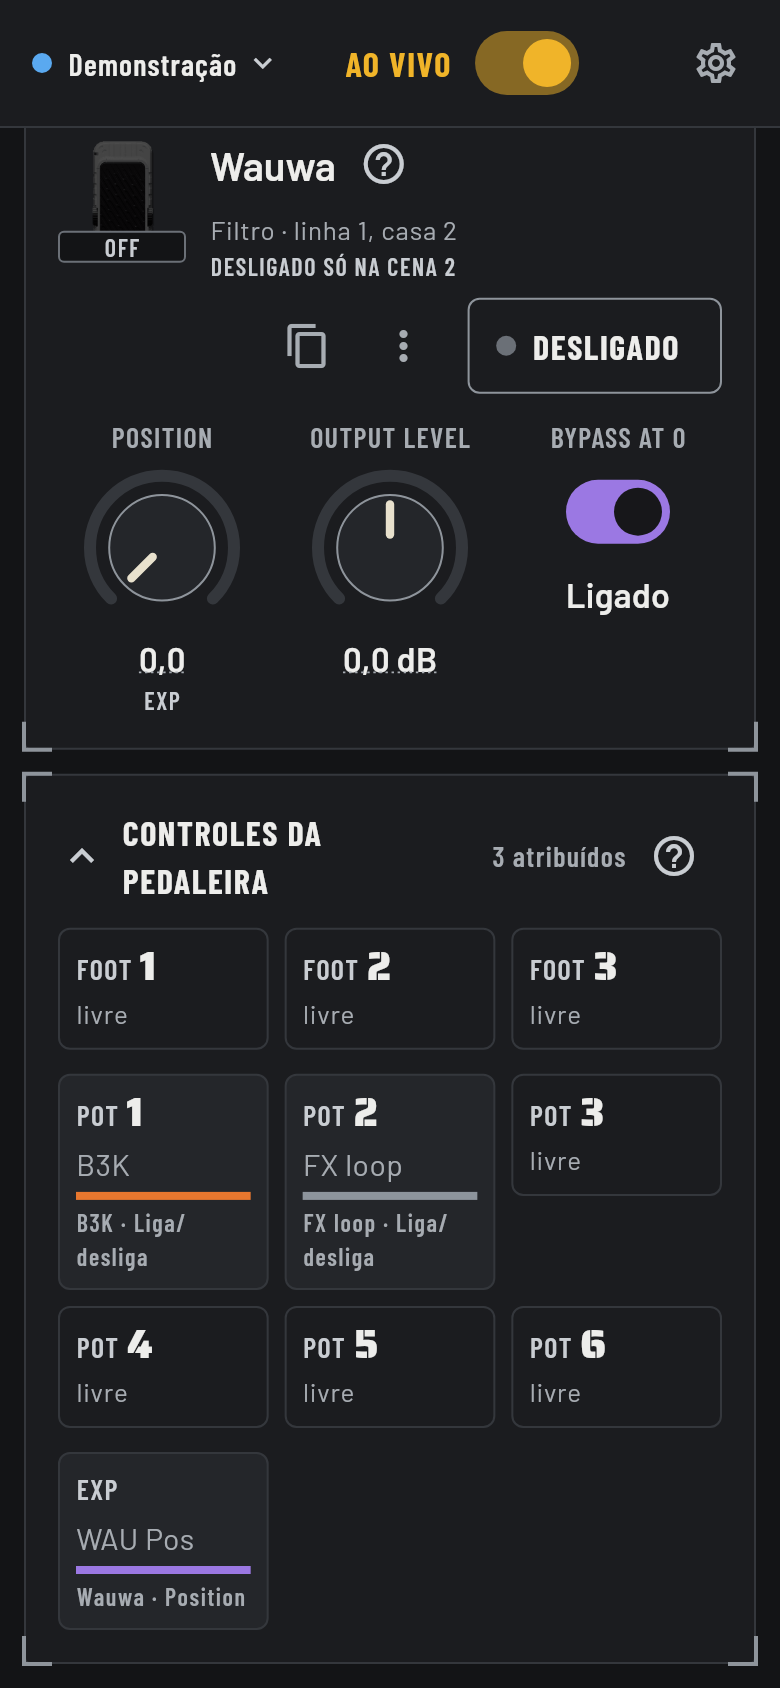 Demonstração
AO VIVO
Wauwa
OFF
Filtro · linha 1, casa 2
DESLIGADO SÓ NA CENA 2
DESLIGADO
POSITION
OUTPUT LEVEL
BYPASS AT 0
Ligado
0,0
0,0 dB
EXP
CONTROLES DA
PEDALEIRA
3 atribuídos
FOOT 1
livre
FOOT 2
livre
FOOT 3
livre
POT 1
B3K
B3K · Liga/
desliga
POT 2
FX loop
FX loop · Liga/
desliga
POT 3
livre
POT 4
livre
POT 5
livre
POT 6
livre
EXP
WAU Pos
Wauwa · Position